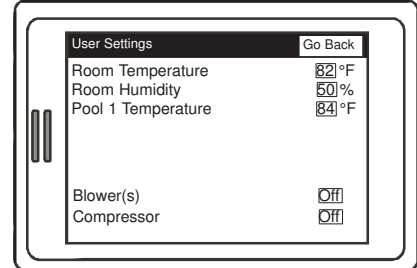 User Settings Go Back
Room Temperature 82 °F
Room Humidity 50 %
Pool 1 Temperature 84 °F
Blower(s) Off
Compressor Off